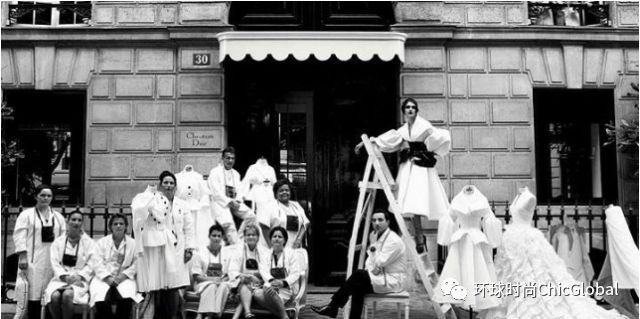 30
Christian
Dior
环球时尚ChicGlobal